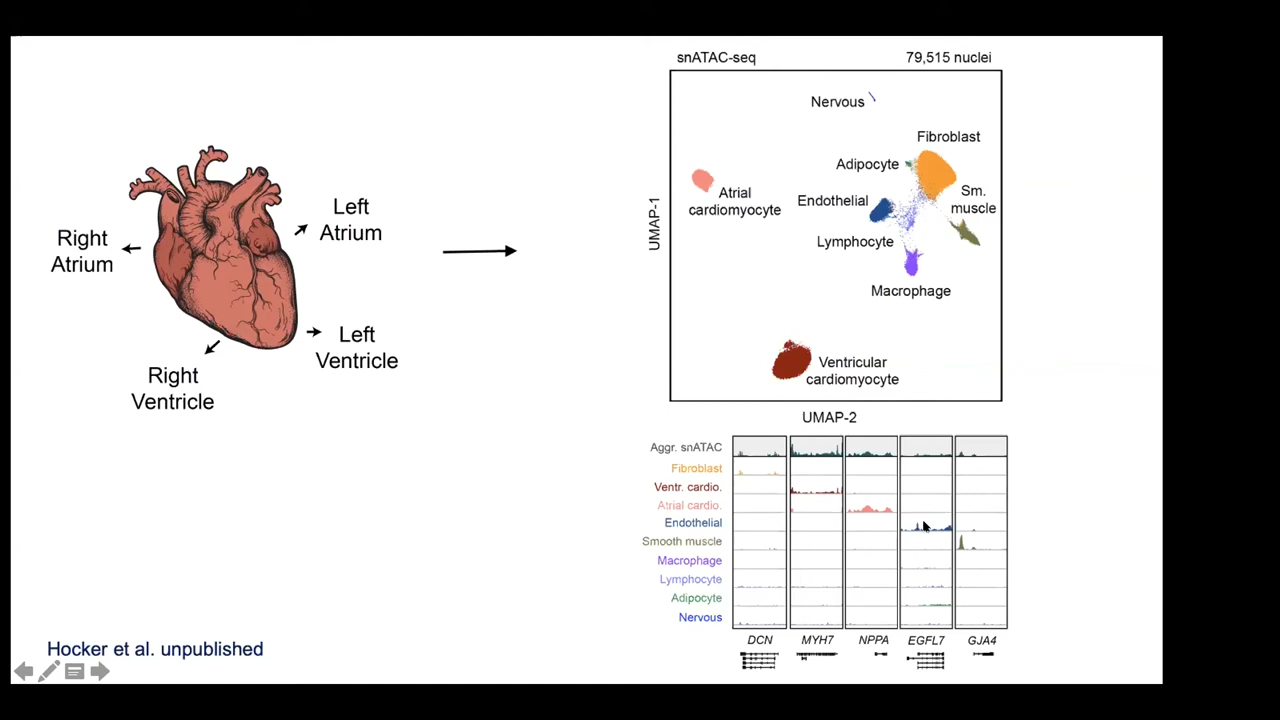 Left
Atrium
Right
Atrium
Left
Ventricle
Right
Ventricle
Hocker et al. unpublished
snATAC-seq 79,515 nuclei
Nervous
Fibroblast
Adipocyte
Atrial
cardiomyocyte
Endothelial
Sm.
muscle
Lymphocyte
Macrophage
Ventricular
cardiomyocyte
UMAP-1
UMAP-2
Aggr. snATAC
Fibroblast
Ventr. cardio.
Atrial cardio.
Endothelial
Smooth muscle
Macrophage
Lymphocyte
Adipocyte
Nervous
DCN MYH7 NPPA EGFL7 GJA4